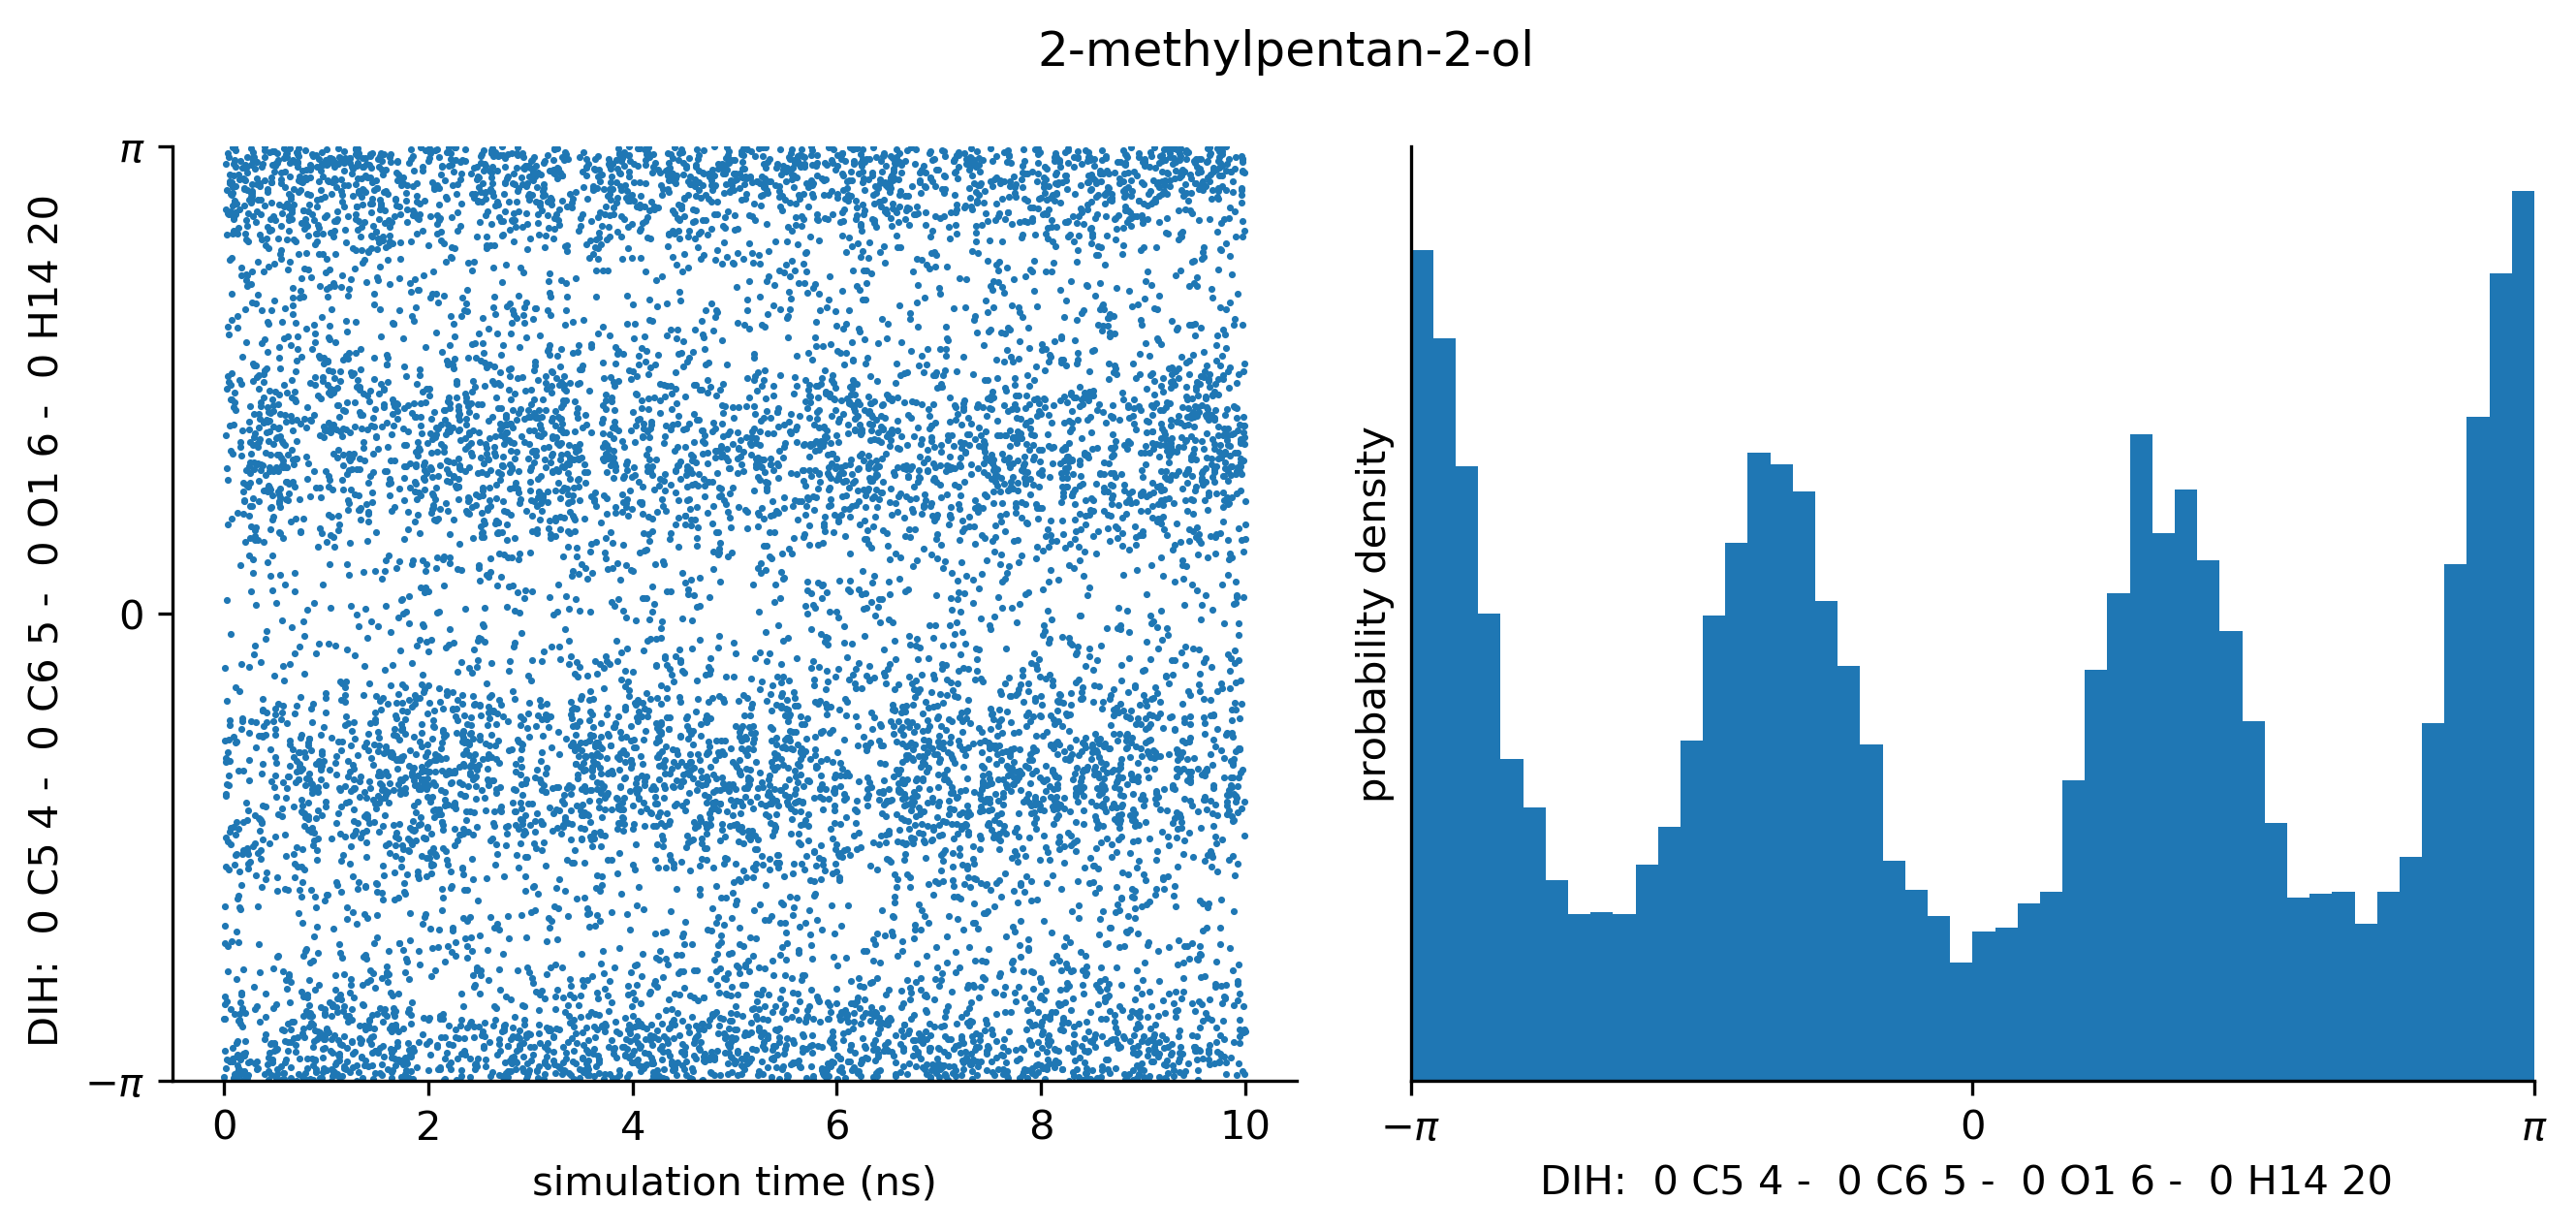 2-methylpentan-2-ol
DIH:  0 C5 4 -  0 C6 5 -  0 O1 6 -  0 H14 20
π
0
−π
0 2 4 6 8 10
simulation time (ns)
probability density
−π 0 π
DIH:  0 C5 4 -  0 C6 5 -  0 O1 6 -  0 H14 20